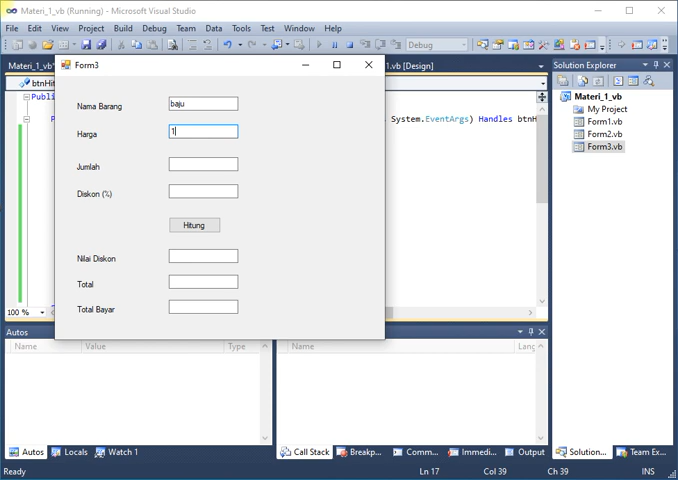 Materi_1_vb (Running) - Microsoft Visual Studio
File Edit View Project Build Debug Team Data Tools Test Window Help
Debug
Materi_1_vb* Form3 1.vb [Design] Solution Explorer
btnHit
Publi
s System.EventArgs) Handles btnH
Materi_1_vb
My Project
Form1.vb
Form2.vb
Form3.vb
Nama Barang baju
Harga 1
Jumlah
Diskon (%)
Hitung
Nilai Diskon
Total
Total Bayar
100 %
Autos
Name Value Type Name Lang
Autos Locals Watch 1 Call Stack Breakp... Comm... Immedi... Output Solution... Team Ex...
Ready Ln 17 Col 39 Ch 39 INS